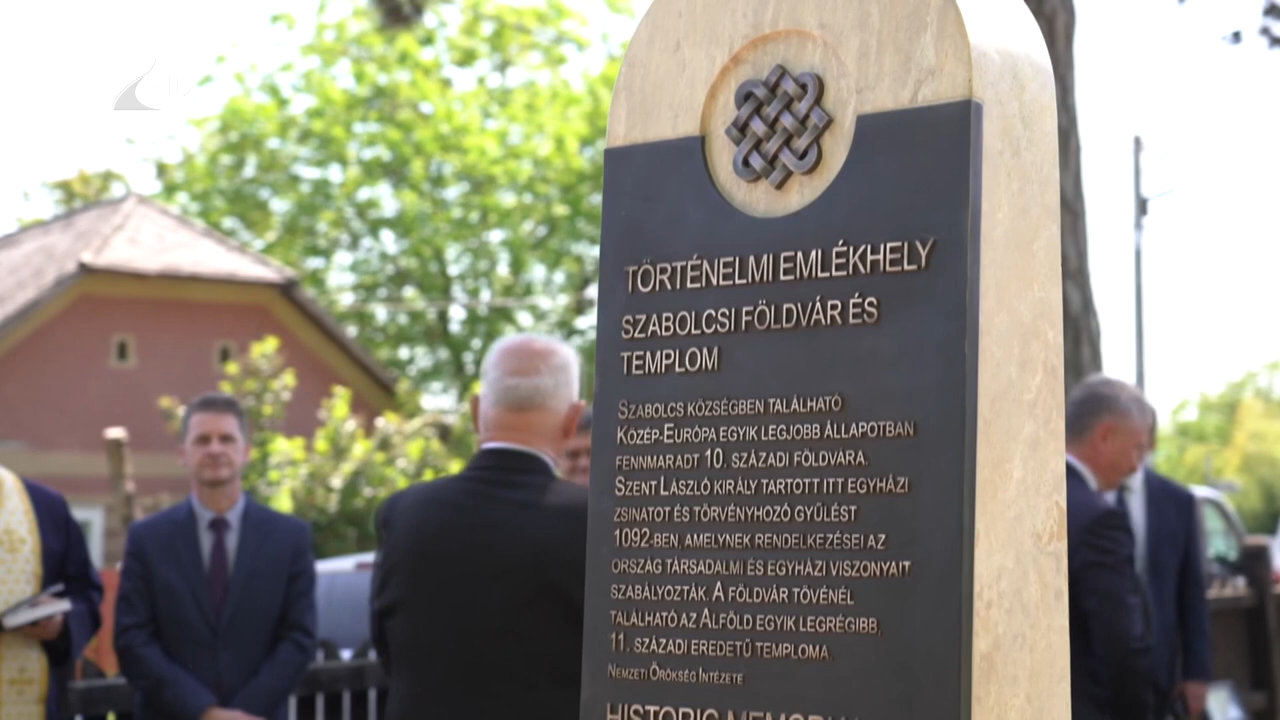 TÖRTÉNELMI EMLÉKHELY
SZABOLCSI FÖLDVÁR ÉS
TEMPLOM
SZABOLCS KÖZSÉGBEN TALÁLHATÓ
KÖZÉP-EURÓPA EGYIK LEGJOBB ÁLLAPOTBAN
FENNMARADT 10. SZÁZADI FÖLDVÁRA.
SZENT LÁSZLÓ KIRÁLY TARTOTT ITT EGYHÁZI
ZSINATOT ÉS TÖRVÉNYHOZÓ GYŰLÉST
1092-BEN, AMELYNEK RENDELKEZÉSEI AZ
ORSZÁG TÁRSADALMI ÉS EGYHÁZI VISZONYAIT
SZABÁLYOZTÁK. A FÖLDVÁR TÖVÉNÉL
TALÁLHATÓ AZ ALFÖLD EGYIK LEGRÉGIBB,
11. SZÁZADI EREDETŰ TEMPLOMA.
NEMZETI ÖRÖKSÉG INTÉZETE
HISTORIC